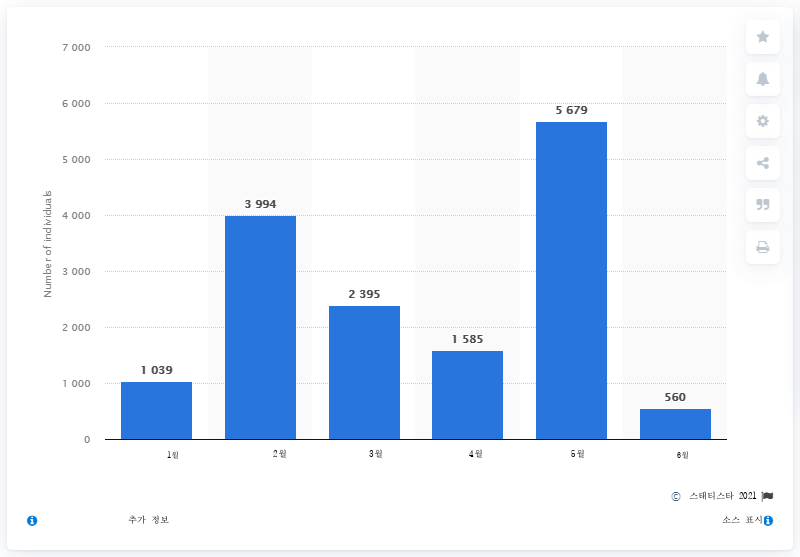 7 000
6 000
5 000
4 000
3 000
2 000
1 000
0
Number of individuals
1 039
3 994
2 395
1 585
5 679
560
1월
2월
3월
4월
5월
6월
© 스태티스타 2021
추가 정보
소스 표시